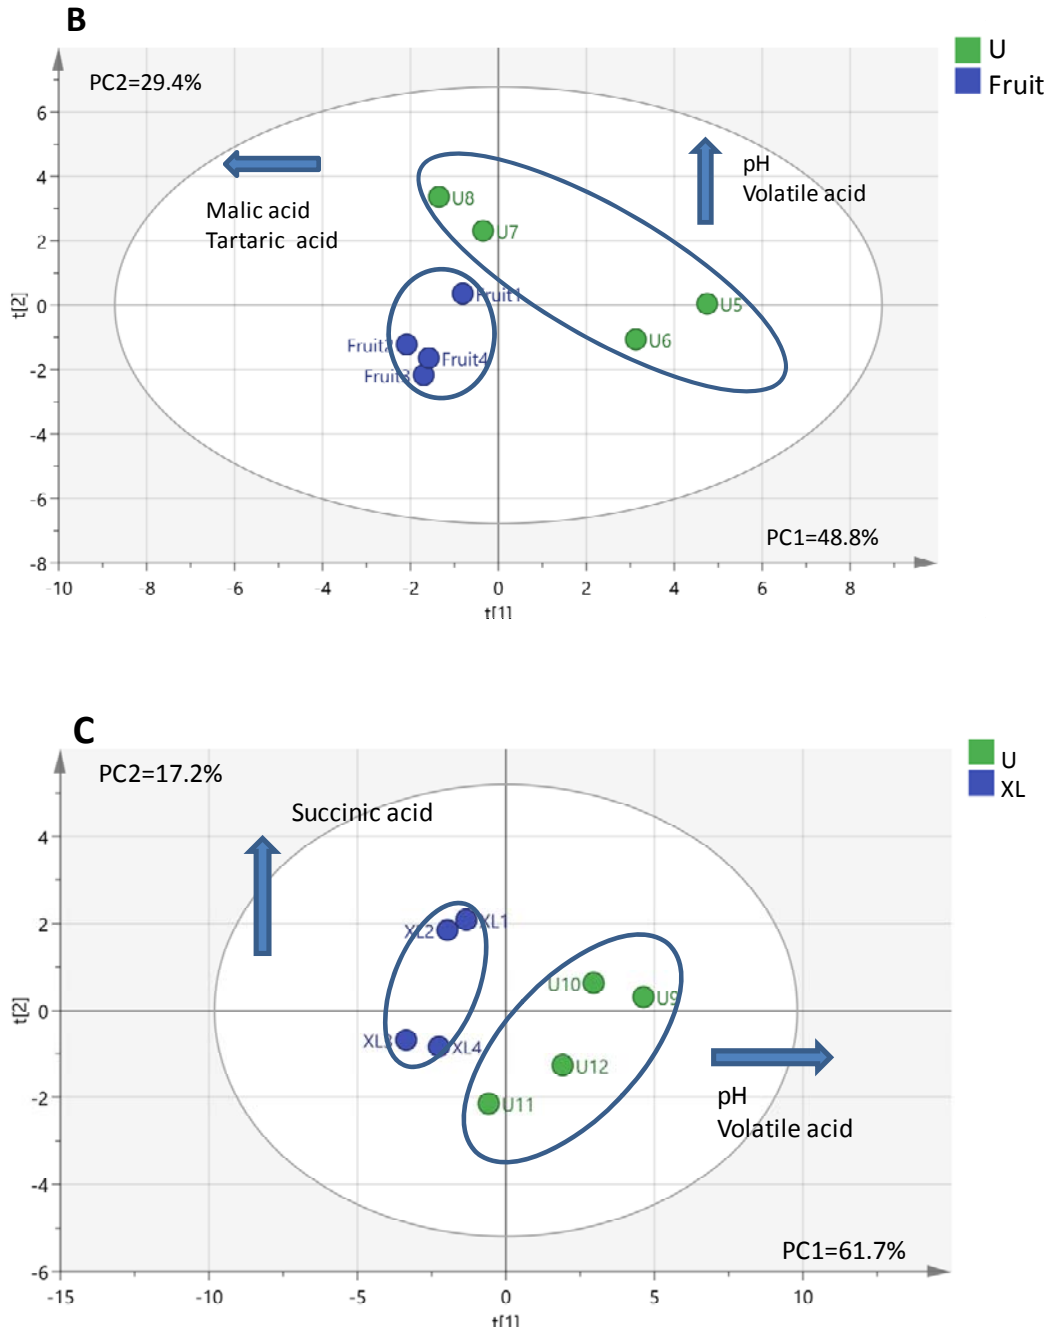 B
U
Fruit
PC2=29.4%
pH
Volatile acid
Malic acid
Tartaric acid
U8
U7
Fruit1
U5
U6
Fruit2
Fruit4
Fruit3
PC1=48.8%
t[2]
6
4
2
0
-2
-4
-6
-8
-10 -8 -6 -4 -2 0 2 4 6 8
t[1]
C
U
XL
PC2=17.2%
Succinic acid
XL1
XL2
U10
U9
XL3
XL4
U12
U11
pH
Volatile acid
PC1=61.7%
t[2]
4
2
0
-2
-4
-6
-15 -10 -5 0 5 10
t[1]